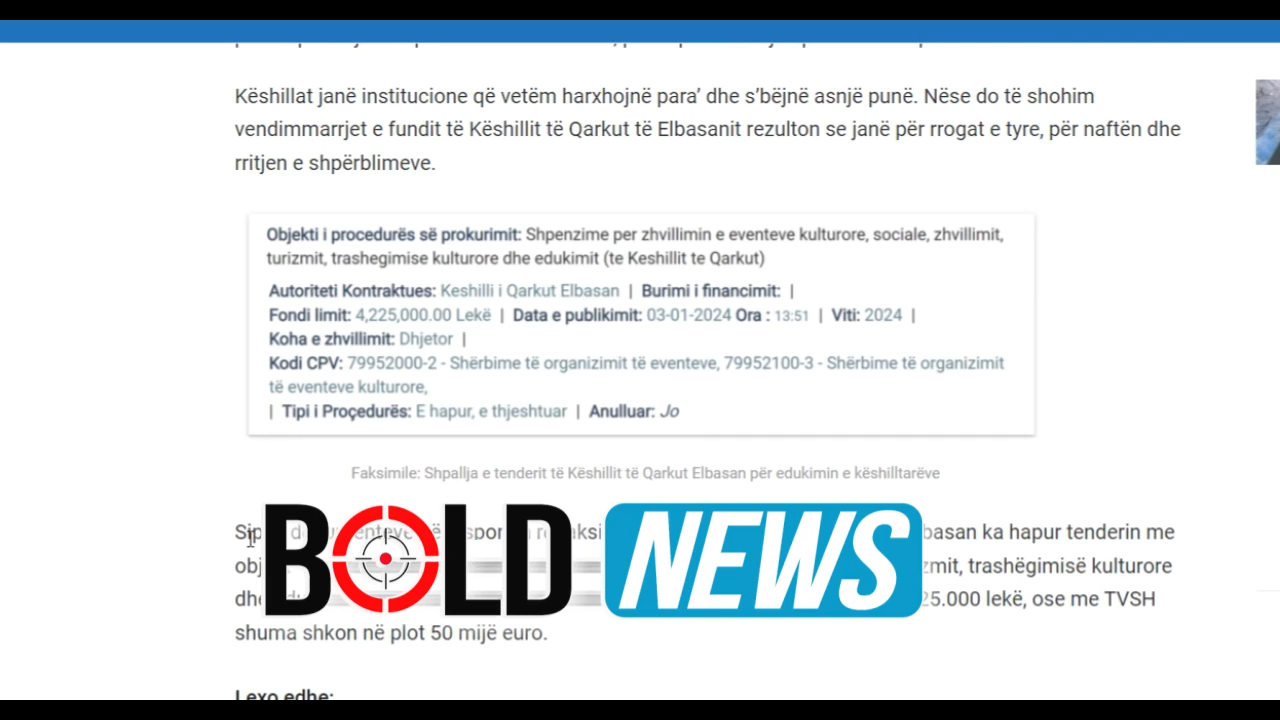 Këshillat janë institucione që vetëm harxhojnë para’ dhe s’bëjnë asnjë punë. Nëse do të shohim
vendimmarrjet e fundit të Këshillit të Qarkut të Elbasanit rezulton se janë për rrogat e tyre, për naftën dhe
rritjen e shpërblimeve.
Objekti i procedurës së prokurimit: Shpenzime per zhvillimin e eventeve kulturore, sociale, zhvillimit,
turizmit, trashegimise kulturore dhe edukimit (te Keshillit te Qarkut)
Autoriteti Kontraktues: Keshilli i Qarkut Elbasan | Burimi i financimit: |
Fondi limit: 4,225,000.00 Lekë | Data e publikimit: 03-01-2024 Ora : 13:51 | Viti: 2024 |
Koha e zhvillimit: Dhjetor |
Kodi CPV: 79952000-2 - Shërbime të organizimit të eventeve, 79952100-3 - Shërbime të organizimit
të eventeve kulturore,
| Tipi i Proçedurës: E hapur, e thjeshtuar | Anulluar: Jo
Faksimile: Shpallja e tenderit të Këshillit të Qarkut Elbasan për edukimin e këshilltarëve
ka hapur tenderin me
BOLD NEWS
trashëgimisë kulturore
lekë, ose me TVSH
shuma shkon në plot 50 mijë euro.
Lexo edhe: